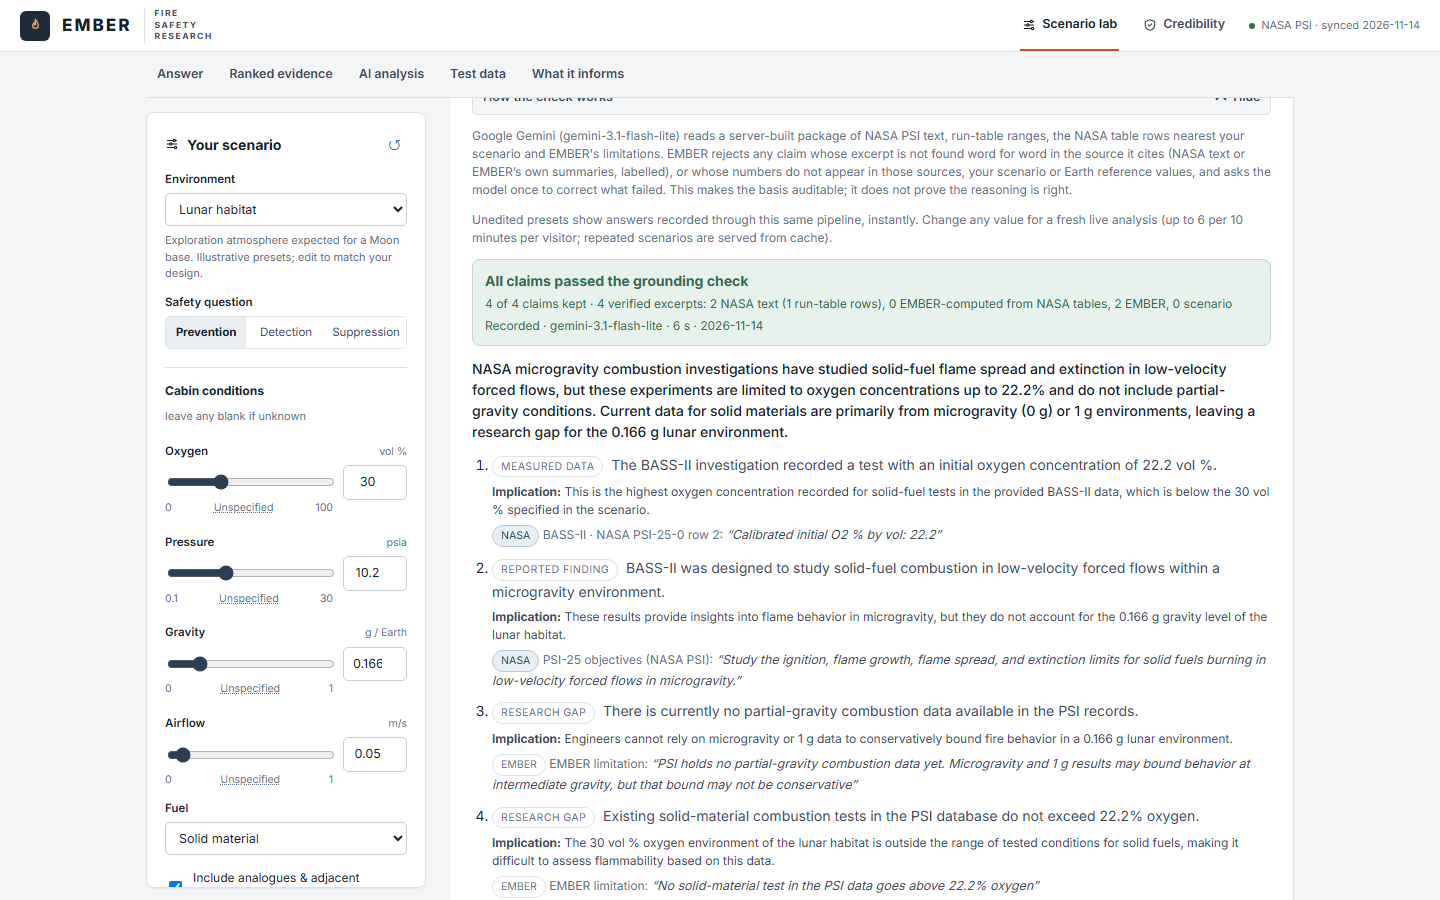 EMBER
FIRE
SAFETY
RESEARCH
Scenario lab
Credibility
NASA PSI · synced 2026-11-14
Answer
Ranked evidence
AI analysis
Test data
What it informs
Your scenario
Environment
Lunar habitat
Exploration atmosphere expected for a Moon
base. Illustrative presets; edit to match your
design.
Safety question
Prevention
Detection
Suppression
Cabin conditions
leave any blank if unknown
Oxygen
vol %
30
0
Unspecified
100
Pressure
psia
10.2
0.1
Unspecified
30
Gravity
g / Earth
0.166
0
Unspecified
1
Airflow
m/s
0.05
0
Unspecified
1
Fuel
Solid material
Include analogues & adjacent
How the check works
Hide
Google Gemini (gemini-3.1-flash-lite) reads a server-built package of NASA PSI text, run-table ranges, the NASA table rows nearest your
scenario and EMBER's limitations. EMBER rejects any claim whose excerpt is not found word for word in the source it cites (NASA text or
EMBER's own summaries, labelled), or whose numbers do not appear in those sources, your scenario or Earth reference values, and asks the
model once to correct what failed. This makes the basis auditable; it does not prove the reasoning is right.
Unedited presets show answers recorded through this same pipeline, instantly. Change any value for a fresh live analysis (up to 6 per 10
minutes per visitor; repeated scenarios are served from cache).
All claims passed the grounding check
4 of 4 claims kept · 4 verified excerpts: 2 NASA text (1 run-table rows), 0 EMBER-computed from NASA tables, 2 EMBER, 0 scenario
Recorded · gemini-3.1-flash-lite · 6 s · 2026-11-14
NASA microgravity combustion investigations have studied solid-fuel flame spread and extinction in low-velocity
forced flows, but these experiments are limited to oxygen concentrations up to 22.2% and do not include partial-
gravity conditions. Current data for solid materials are primarily from microgravity (0 g) or 1 g environments, leaving a
research gap for the 0.166 g lunar environment.
1. MEASURED DATA The BASS-II investigation recorded a test with an initial oxygen concentration of 22.2 vol %.
Implication: This is the highest oxygen concentration recorded for solid-fuel tests in the provided BASS-II data, which is below the 30 vol
% specified in the scenario.
NASA BASS-II · NASA PSI-25-0 row 2: “Calibrated initial O2 % by vol: 22.2”
2. REPORTED FINDING BASS-II was designed to study solid-fuel combustion in low-velocity forced flows within a
microgravity environment.
Implication: These results provide insights into flame behavior in microgravity, but they do not account for the 0.166 g gravity level of the
lunar habitat.
NASA PSI-25 objectives (NASA PSI): “Study the ignition, flame growth, flame spread, and extinction limits for solid fuels burning in
low-velocity forced flows in microgravity.”
3. RESEARCH GAP There is currently no partial-gravity combustion data available in the PSI records.
Implication: Engineers cannot rely on microgravity or 1 g data to conservatively bound fire behavior in a 0.166 g lunar environment.
EMBER EMBER limitation: “PSI holds no partial-gravity combustion data yet. Microgravity and 1 g results may bound behavior at
intermediate gravity, but that bound may not be conservative”
4. RESEARCH GAP Existing solid-material combustion tests in the PSI database do not exceed 22.2% oxygen.
Implication: The 30 vol % oxygen environment of the lunar habitat is outside the range of tested conditions for solid fuels, making it
difficult to assess flammability based on this data.
EMBER EMBER limitation: “No solid-material test in the PSI data goes above 22.2% oxygen”